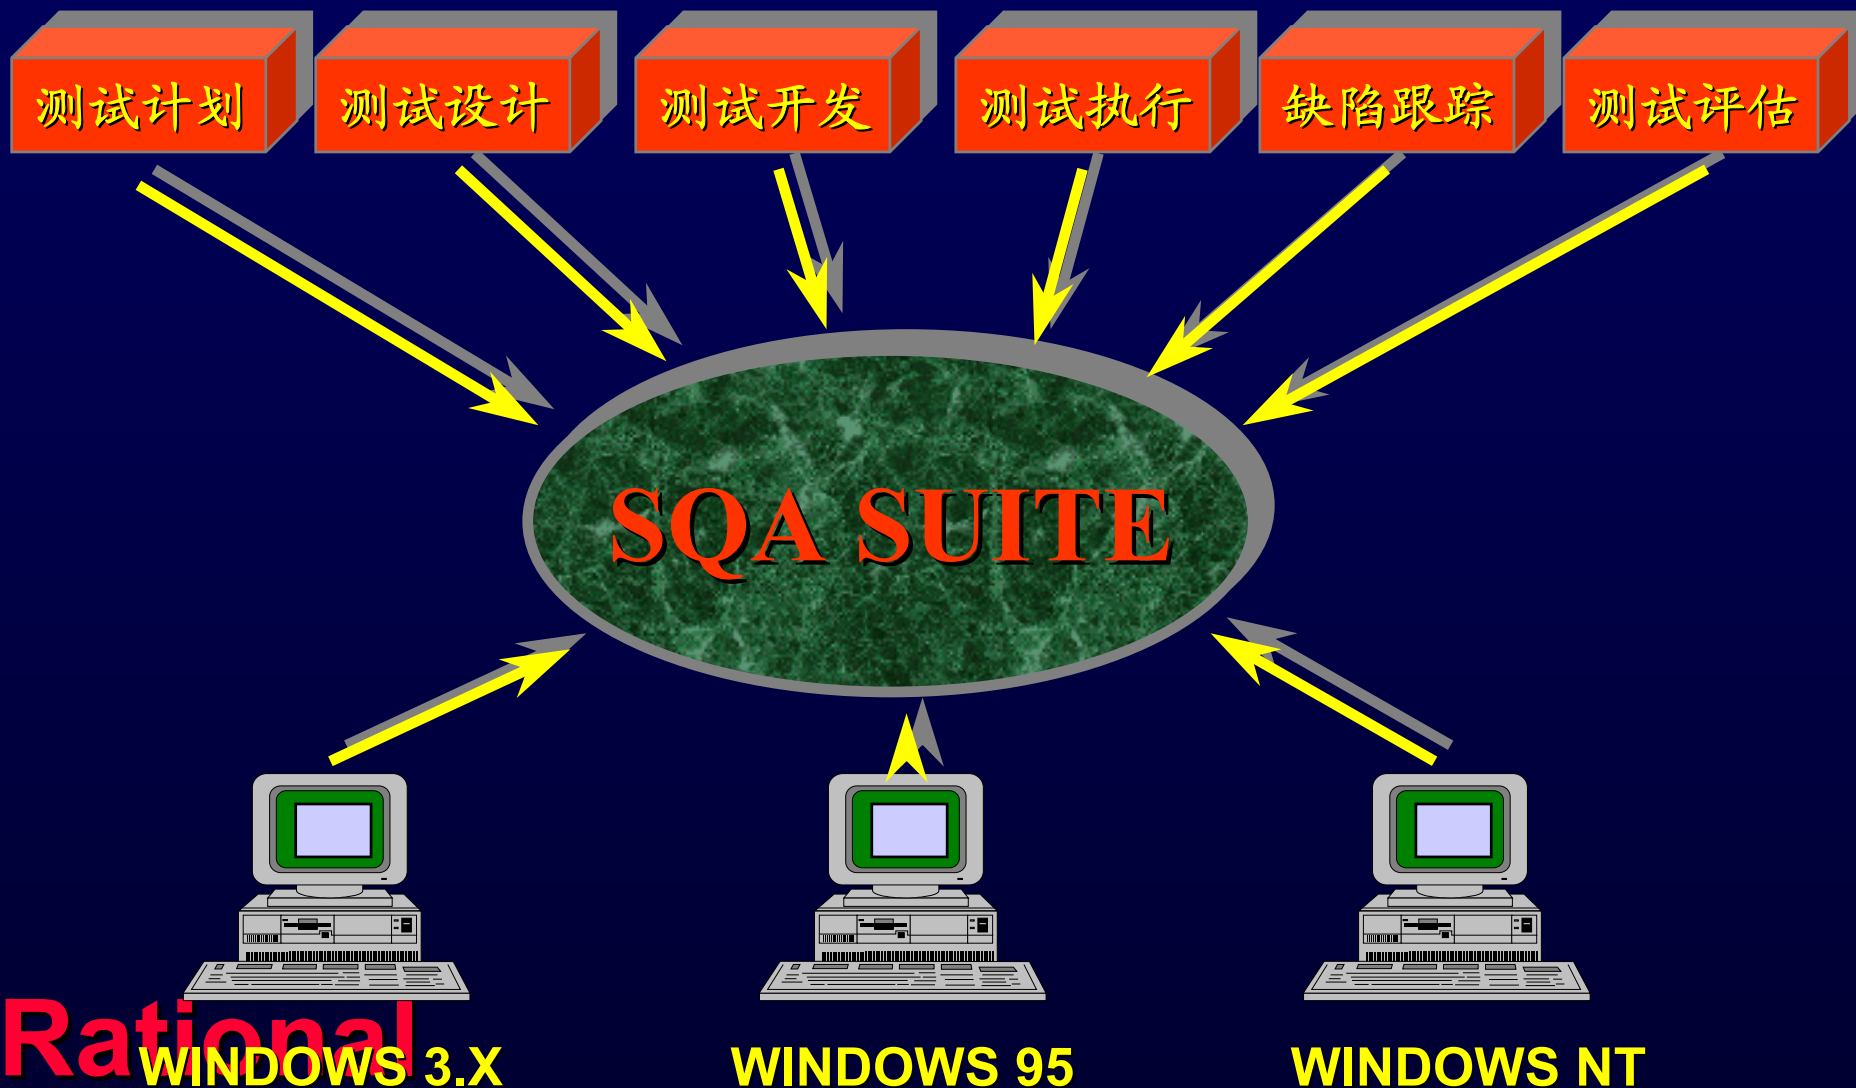 测试计划
测试设计
测试开发
测试执行
缺陷跟踪
测试评估
SQA SUITE
Rational
WINDOWS 3.X
WINDOWS 95
WINDOWS NT